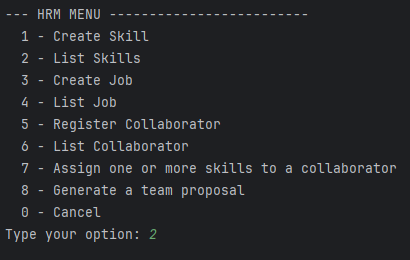 --- HRM MENU -------------------------
1 - Create Skill
2 - List Skills
3 - Create Job
4 - List Job
5 - Register Collaborator
6 - List Collaborator
7 - Assign one or more skills to a collaborator
8 - Generate a team proposal
0 - Cancel
Type your option: 2